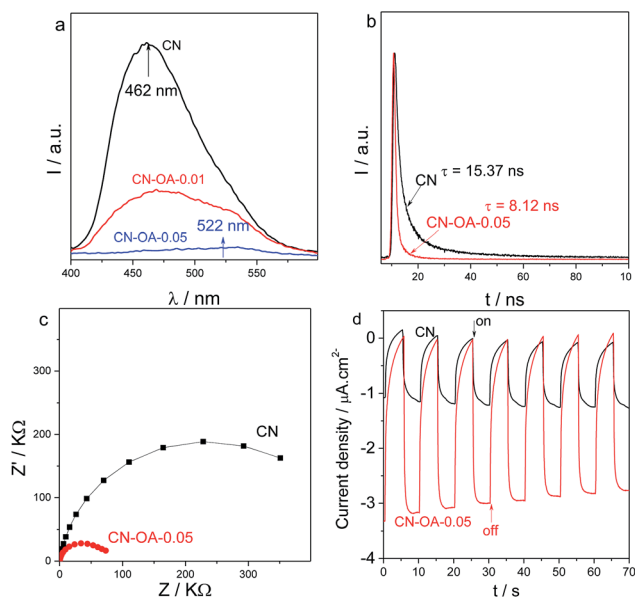 a
CN
462 nm
CN-OA-0.01
CN-OA-0.05
522 nm
I / a.u.
400 450 500 550
λ / nm
b
CN
τ = 15.37 ns
τ = 8.12 ns
CN-OA-0.05
I / a.u.
20 40 60 80 100
t / ns
c
300
200
100
0
Z' / KΩ
CN
CN-OA-0.05
0 100 200 300 400
Z / KΩ
d
on
CN
0
-1
-2
-3
-4
Current density / μA.cm²⁻
CN-OA-0.05
off
0 10 20 30 40 50 60 70
t / s